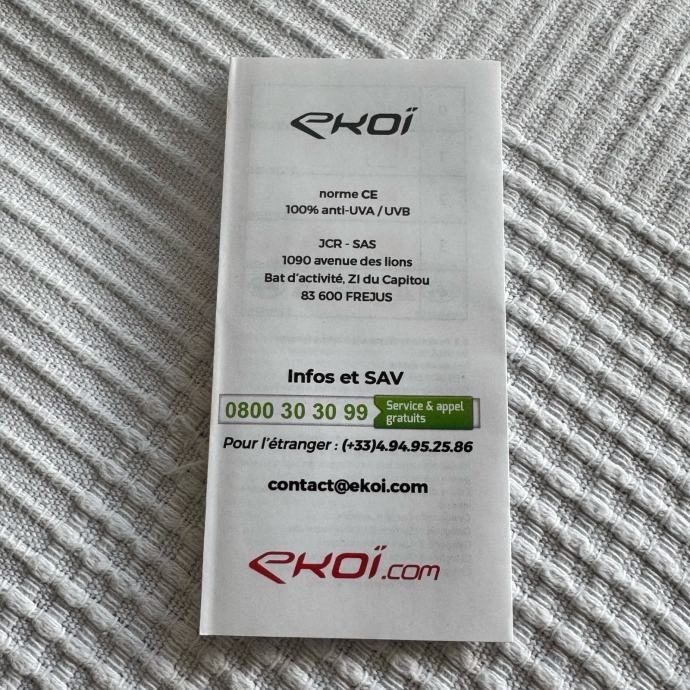 ekoï
norme CE
100% anti-UVA / UVB
JCR - SAS
1090 avenue des lions
Bat d'activité, ZI du Capitou
83 600 FREJUS
Infos et SAV
0800 30 30 99 Service & appel
gratuits
Pour l'étranger : (+33)4.94.95.25.86
contact@ekoi.com
ekoï.com